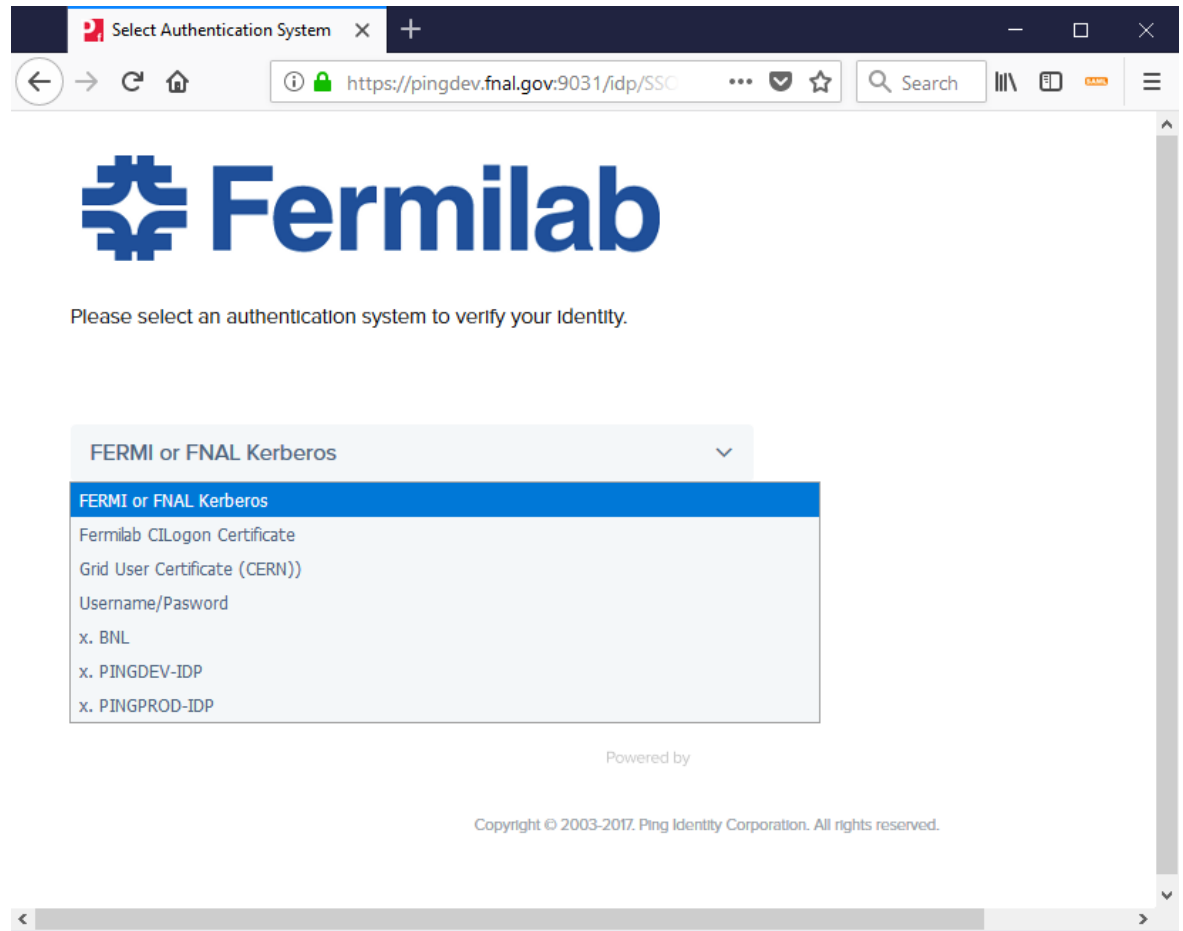 Select Authentication System
https://pingdev.fnal.gov:9031/idp/SSO
Search
SAML
Fermilab
Please select an authentication system to verify your identity.
FERMI or FNAL Kerberos
FERMI or FNAL Kerberos
Fermilab CILogon Certificate
Grid User Certificate (CERN))
Username/Pasword
x. BNL
x. PINGDEV-IDP
x. PINGPROD-IDP
Powered by
Copyright © 2003-2017. Ping Identity Corporation. All rights reserved.